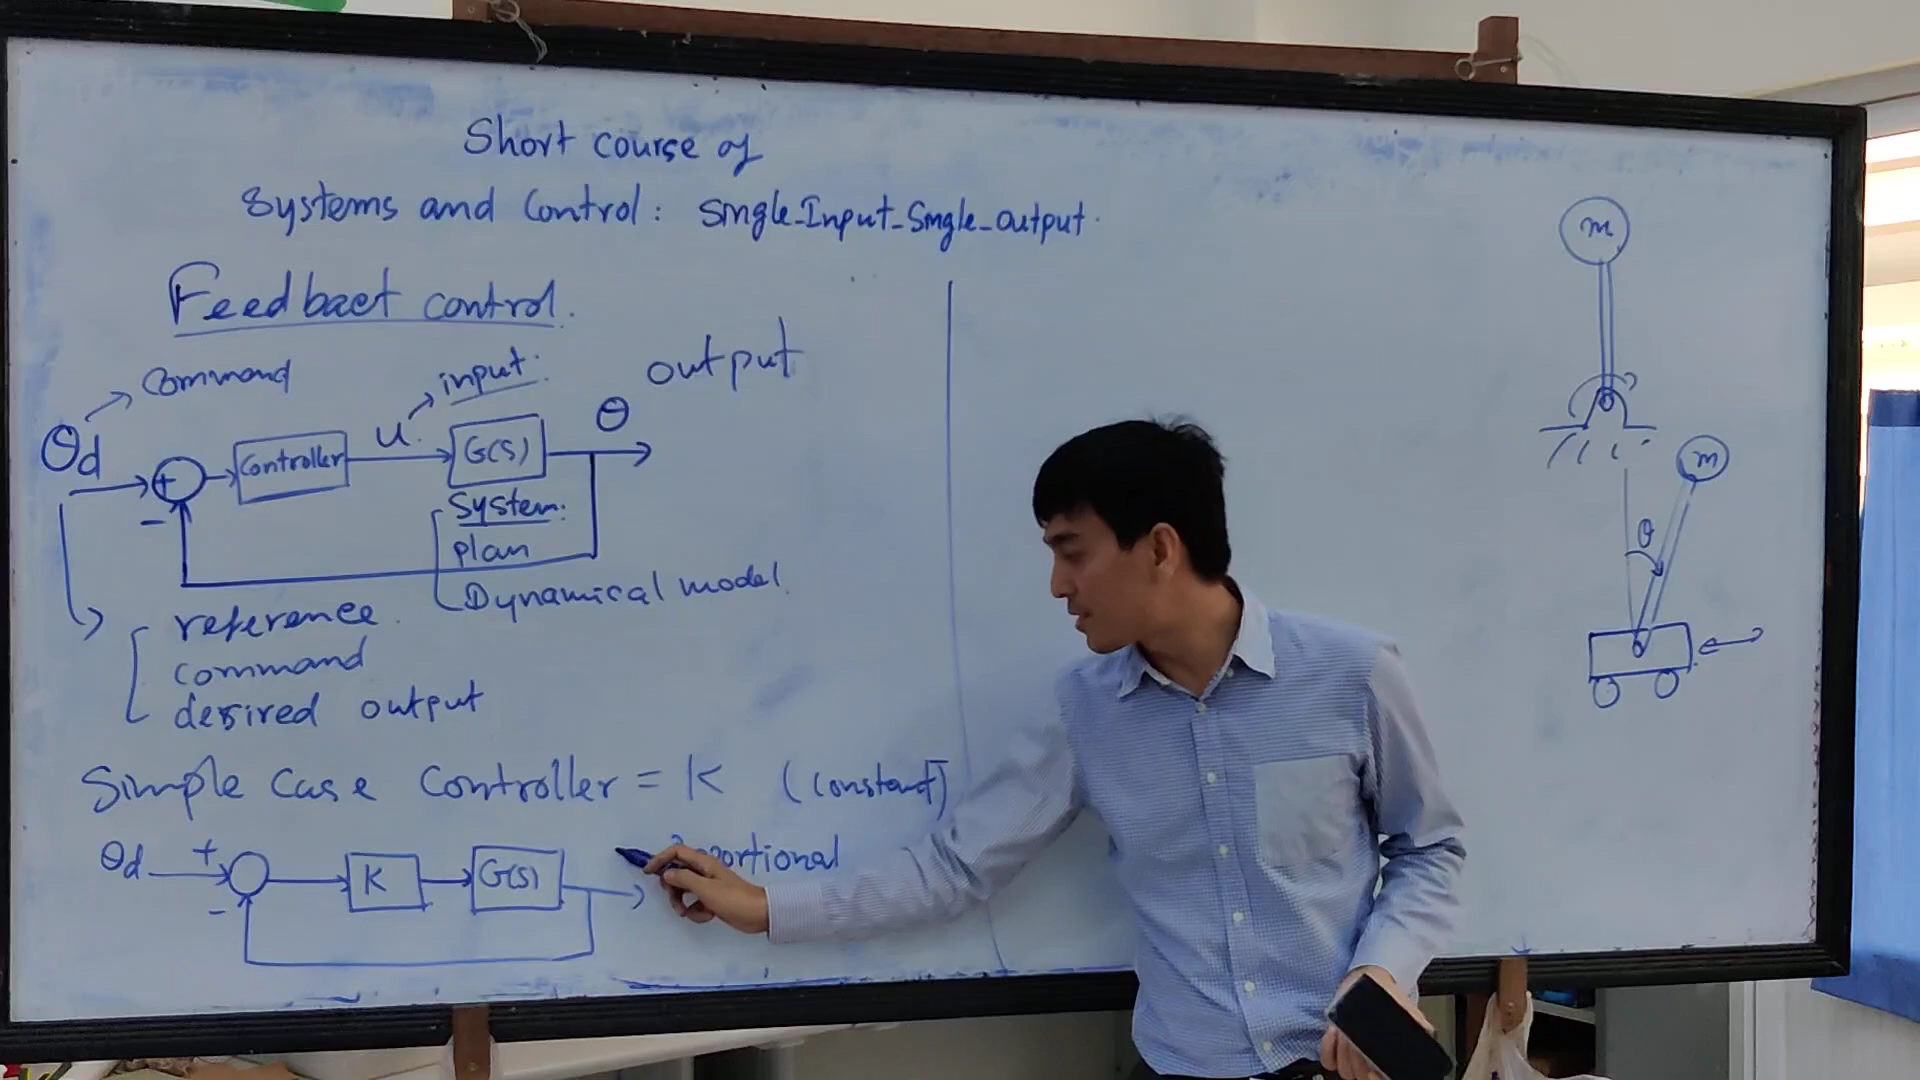 Short course of
Systems and Control: Single-Input-Single-output.
Feedback control.
command
input:
output
θd
+
-
Controller
u.
G(s)
θ
System:
plan
Dynamical model.
reference.
command
desired output
Simple case Controller = K (constant)
θd
+
-
K
G(s)
m
m
θ